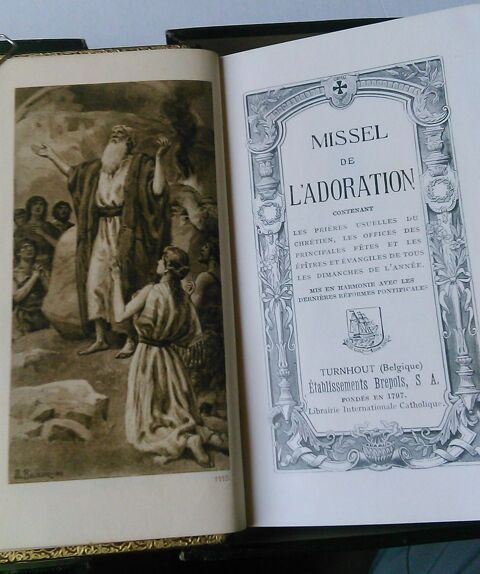 MISSEL
DE
L'ADORATION
CONTENANT
LES PRIÈRES USUELLES DU
CHRÉTIEN, LES OFFICES DES
PRINCIPALES FÊTES ET LES
ÉPÎTRES ET ÉVANGILES DE TOUS
LES DIMANCHES DE L'ANNÉE.
MIS EN HARMONIE AVEC LES
DERNIÈRES RÉFORMES PONTIFICALES
TURNHOUT (Belgique)
Établissements Brepols, S. A.
FONDÉS EN 1797.
Librairie Internationale Catholique.